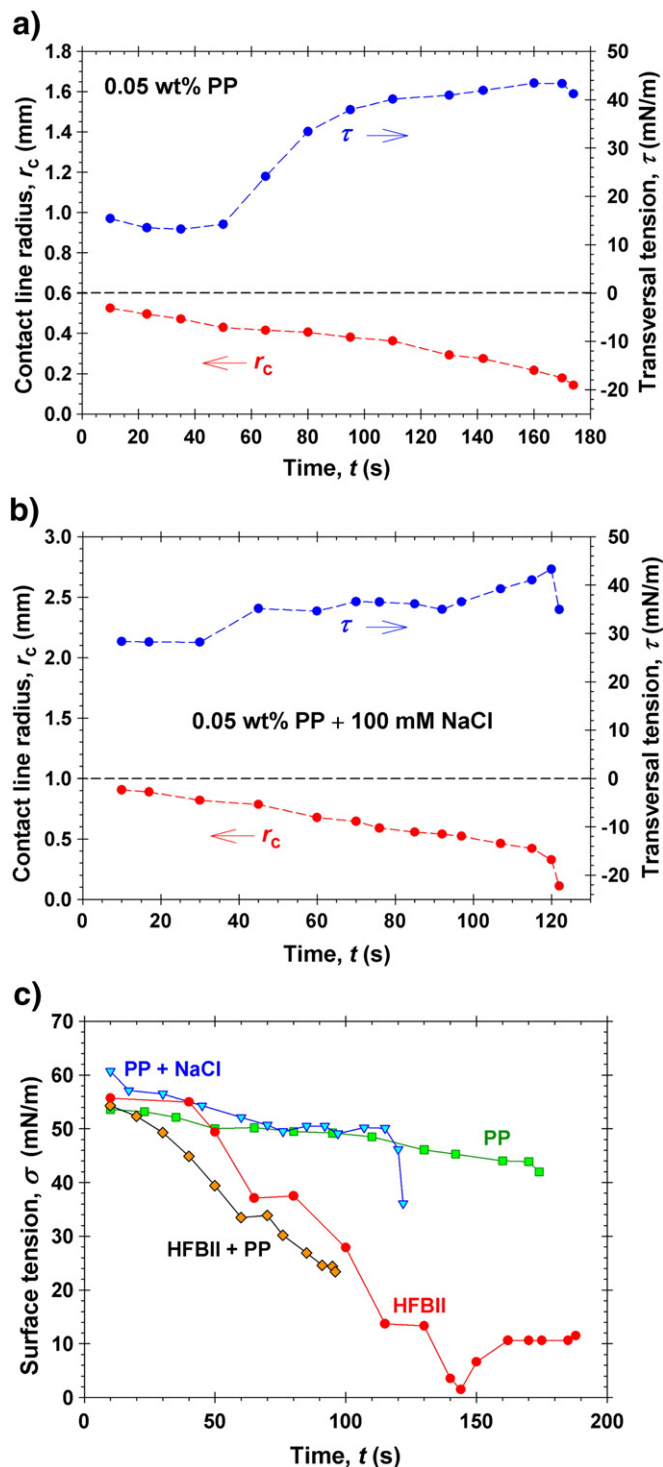 a)
1.8
1.6
1.4
1.2
1.0
0.8
0.6
0.4
0.2
0.0
Contact line radius, r_c (mm)
0.05 wt% PP
τ
r_c
50
40
30
20
10
0
-10
-20
Transversal tension, τ (mN/m)
0 20 40 60 80 100 120 140 160 180
Time, t (s)
b)
3.0
2.5
2.0
1.5
1.0
0.5
0.0
Contact line radius, r_c (mm)
τ
0.05 wt% PP + 100 mM NaCl
r_c
50
40
30
20
10
0
-10
-20
Transversal tension, τ (mN/m)
0 20 40 60 80 100 120
Time, t (s)
c)
70
60
50
40
30
20
10
0
Surface tension, σ (mN/m)
PP + NaCl
PP
HFBII + PP
HFBII
0 50 100 150 200
Time, t (s)